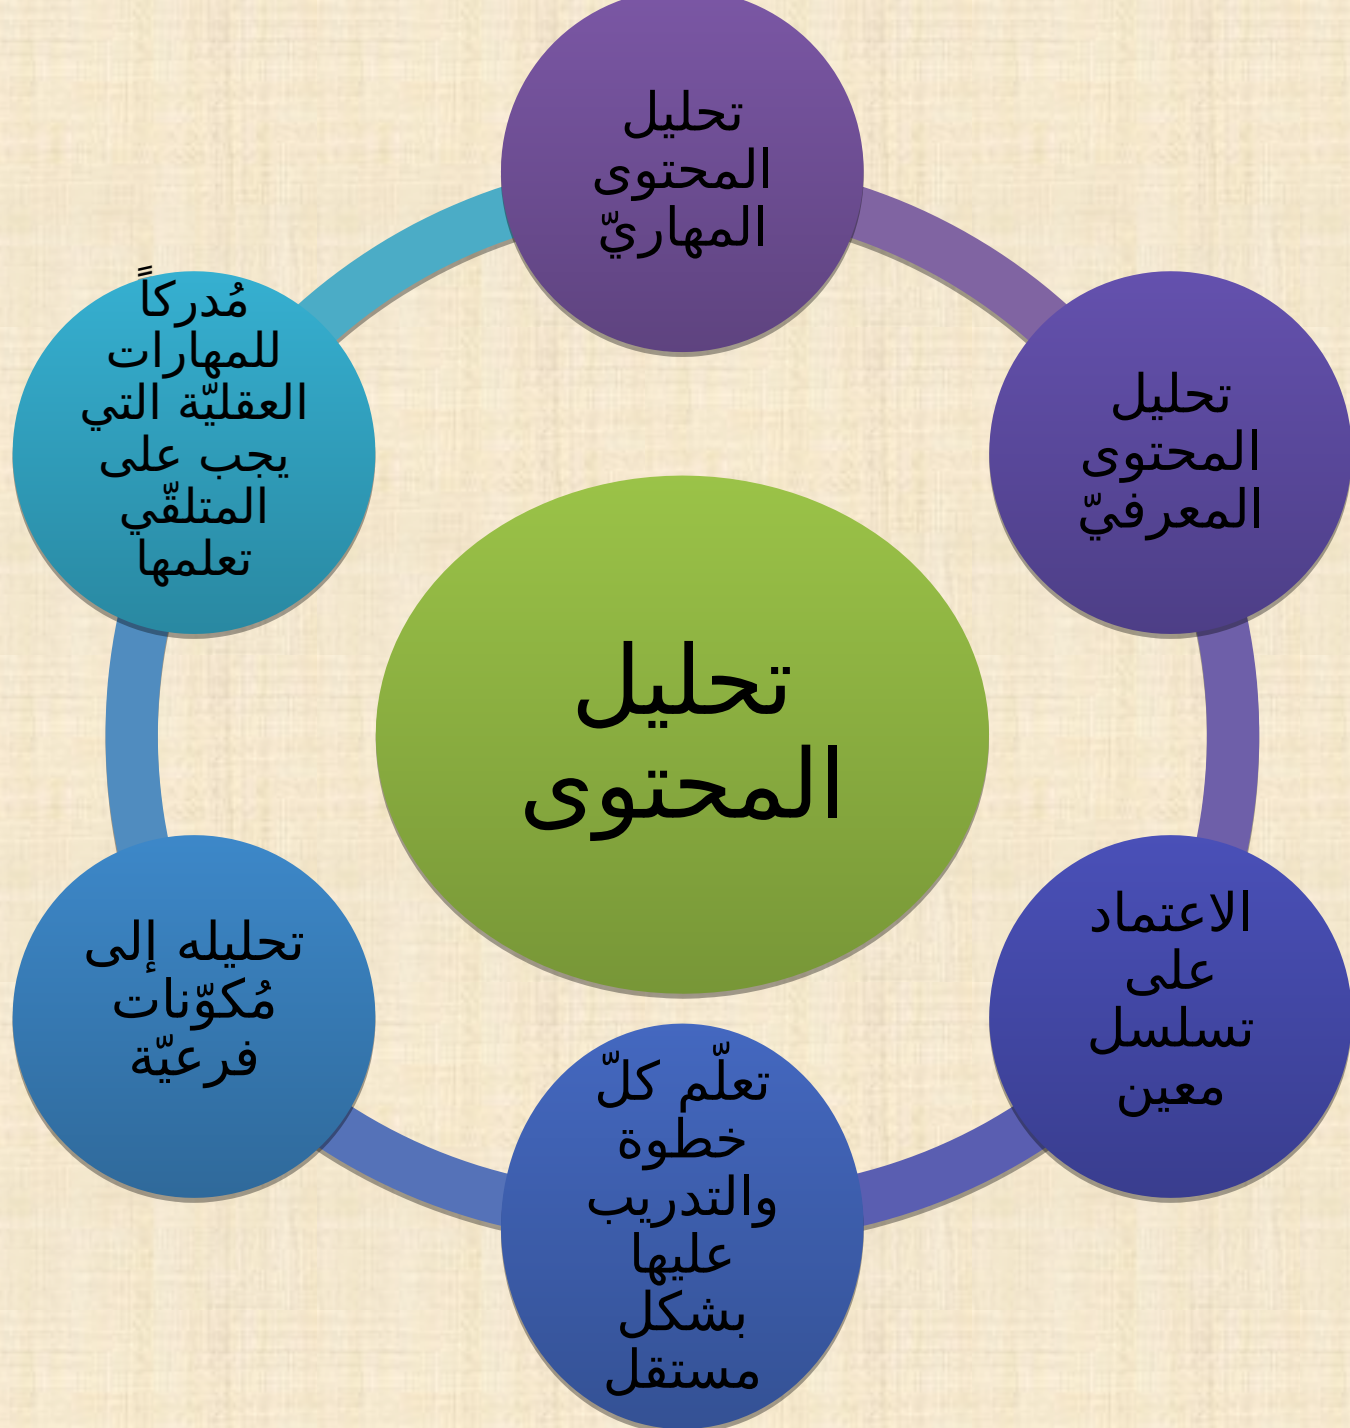 تحليل
المحتوى
المهاريّ
تحليل
المحتوى
المعرفيّ
الاعتماد
على
تسلسل
معين
تعلّم كلّ
خطوة
والتدريب
عليها
بشكل
مستقل
تحليله إلى
مُكوّنات
فرعيّة
مُدركاً
للمهارات
العقليّة التي
يجب على
المتلقّي
تعلمها
تحليل
المحتوى